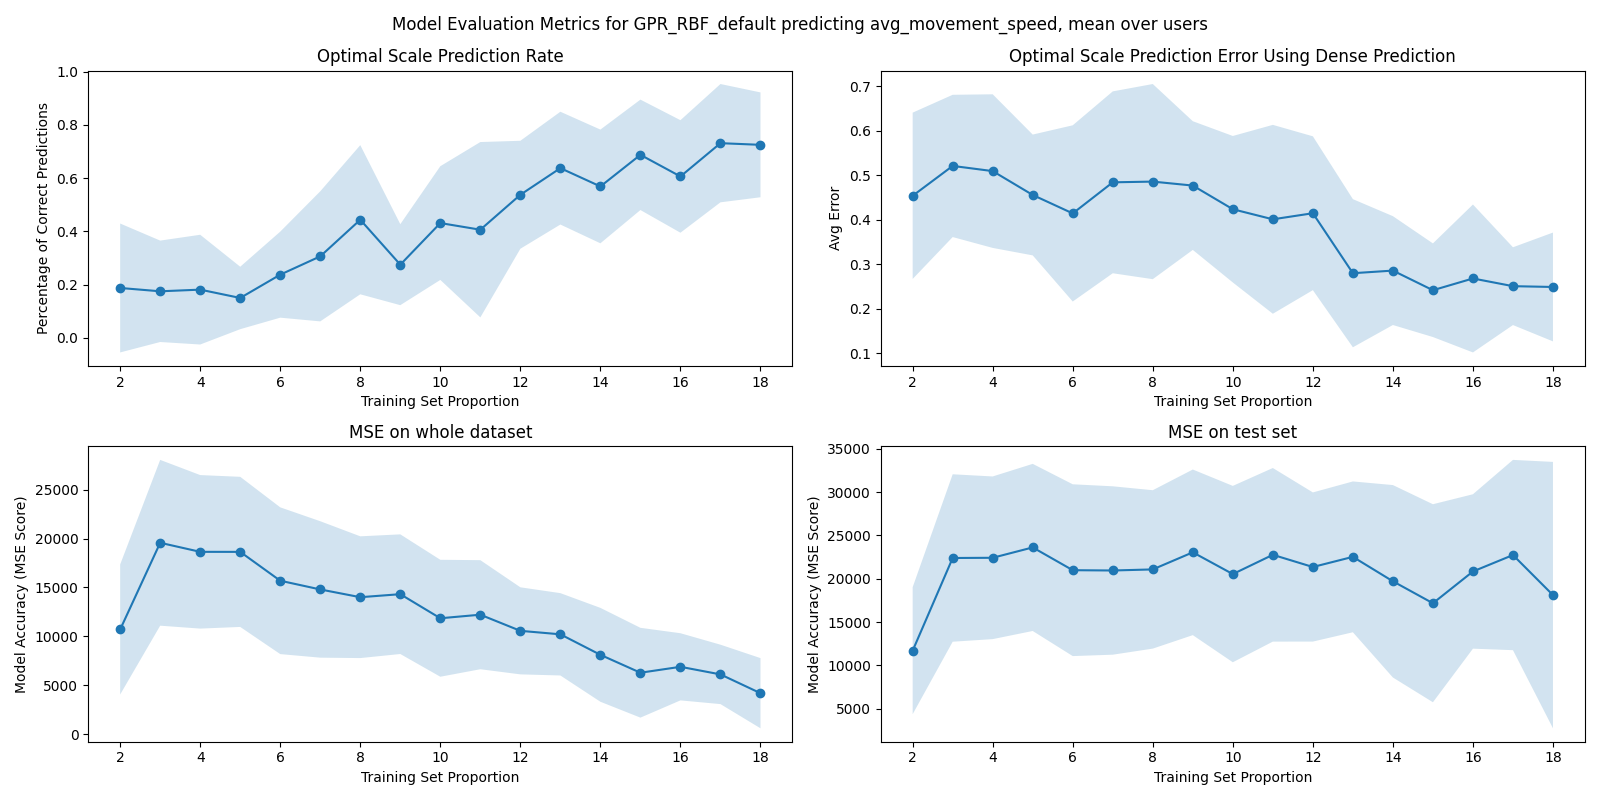 Model Evaluation Metrics for GPR_RBF_default predicting avg_movement_speed, mean over users
Optimal Scale Prediction Rate
Percentage of Correct Predictions
1.0
0.8
0.6
0.4
0.2
0.0
2 4 6 8 10 12 14 16 18
Training Set Proportion
Optimal Scale Prediction Error Using Dense Prediction
Avg Error
0.7
0.6
0.5
0.4
0.3
0.2
0.1
2 4 6 8 10 12 14 16 18
Training Set Proportion
MSE on whole dataset
Model Accuracy (MSE Score)
25000
20000
15000
10000
5000
0
2 4 6 8 10 12 14 16 18
Training Set Proportion
MSE on test set
Model Accuracy (MSE Score)
35000
30000
25000
20000
15000
10000
5000
2 4 6 8 10 12 14 16 18
Training Set Proportion